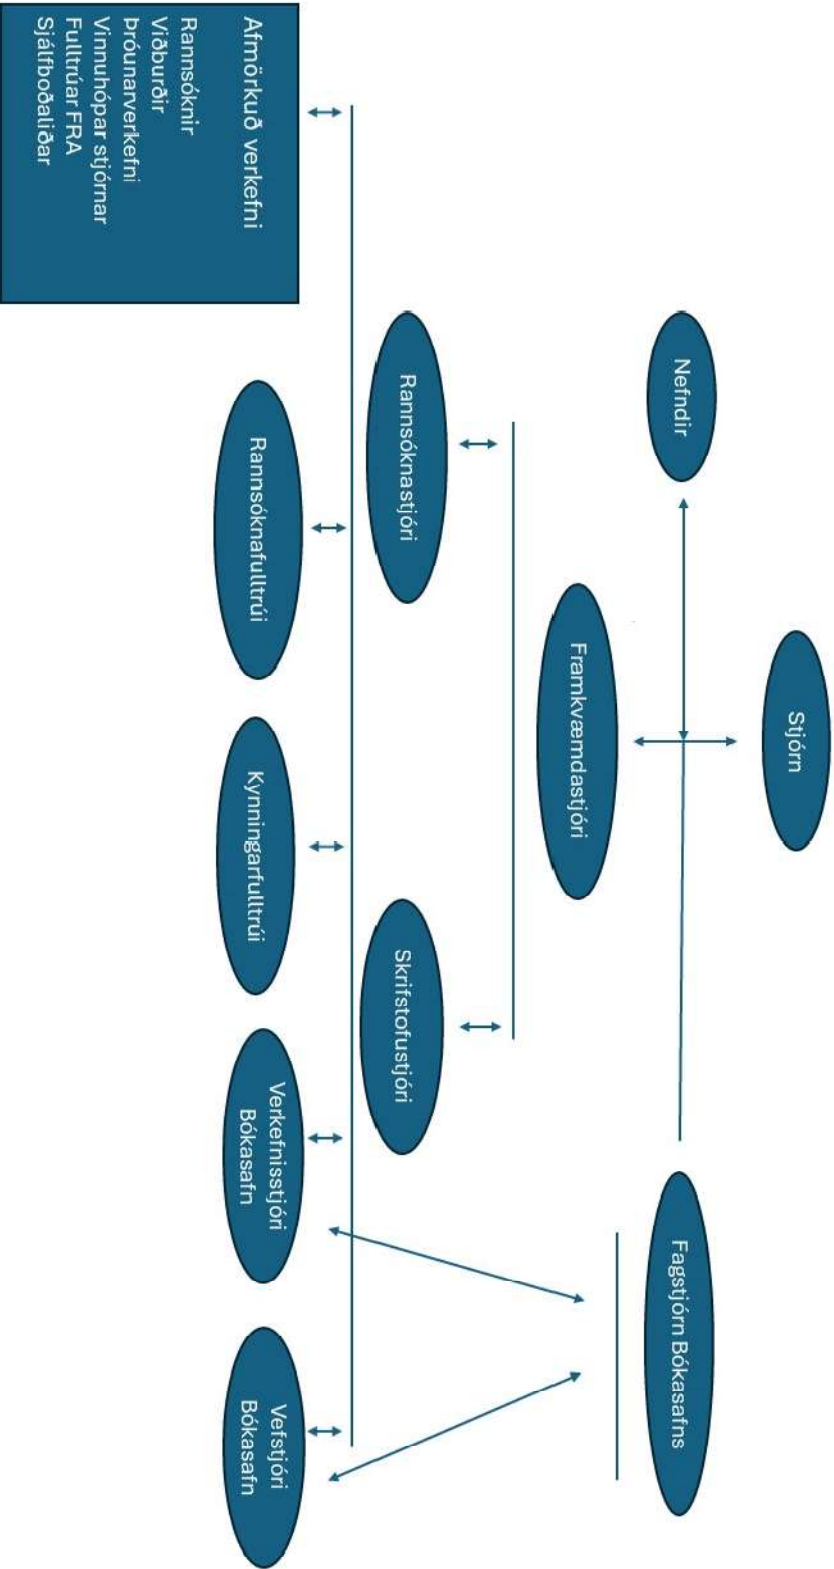 Stjórn
Nefndir
Fagstjórn Bókasafns
Framkvæmdastjóri
Rannsóknastjóri
Skrifstofustjóri
Afmörkuð verkefni
Rannsóknir
Viðburðir
Þróunarverkefni
Vinnuhópar stjórnar
Fulltrúar FRA
Sjálfboðaliðar
Rannsóknafulltrúi
Kynningarfulltrúi
Verkefnisstjóri
Bókasafn
Vefstjóri
Bókasafn